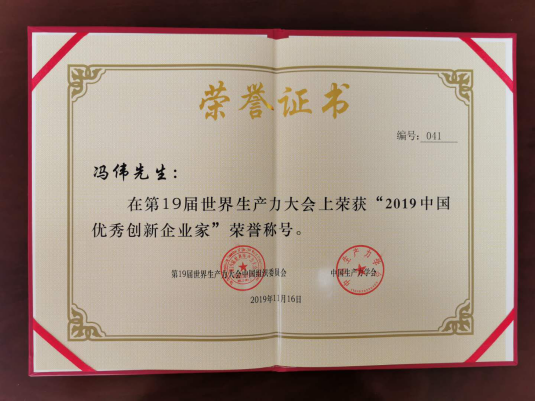 荣誉证书
编号：041
冯伟先生：
在第19届世界生产力大会上荣获“2019中国
优秀创新企业家”荣誉称号。
第19届世界生产力大会中国组织委员会
中国生产力学会
2019年11月16日